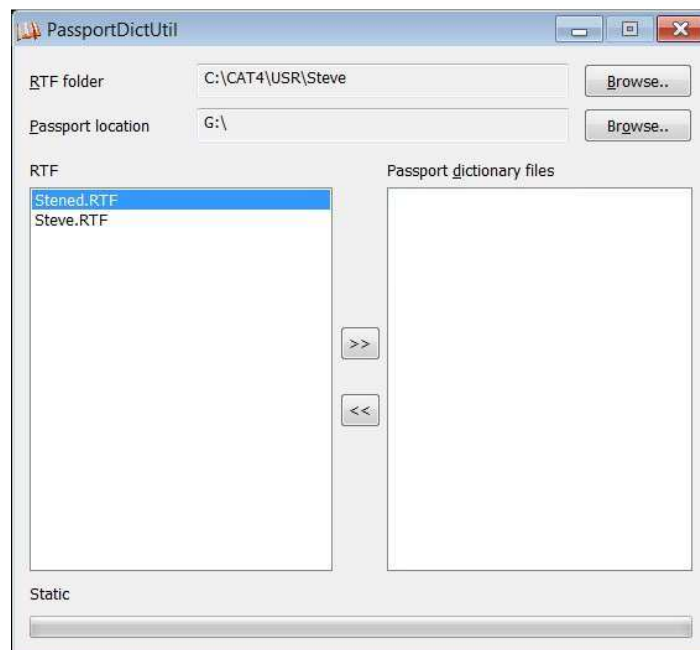 PassportDictUtil
RTF folder
C:\CAT4\USR\Steve
Browse..
Passport location
G:\
Browse..
RTF
Passport dictionary files
Stened.RTF
Steve.RTF
>>
<<
Static